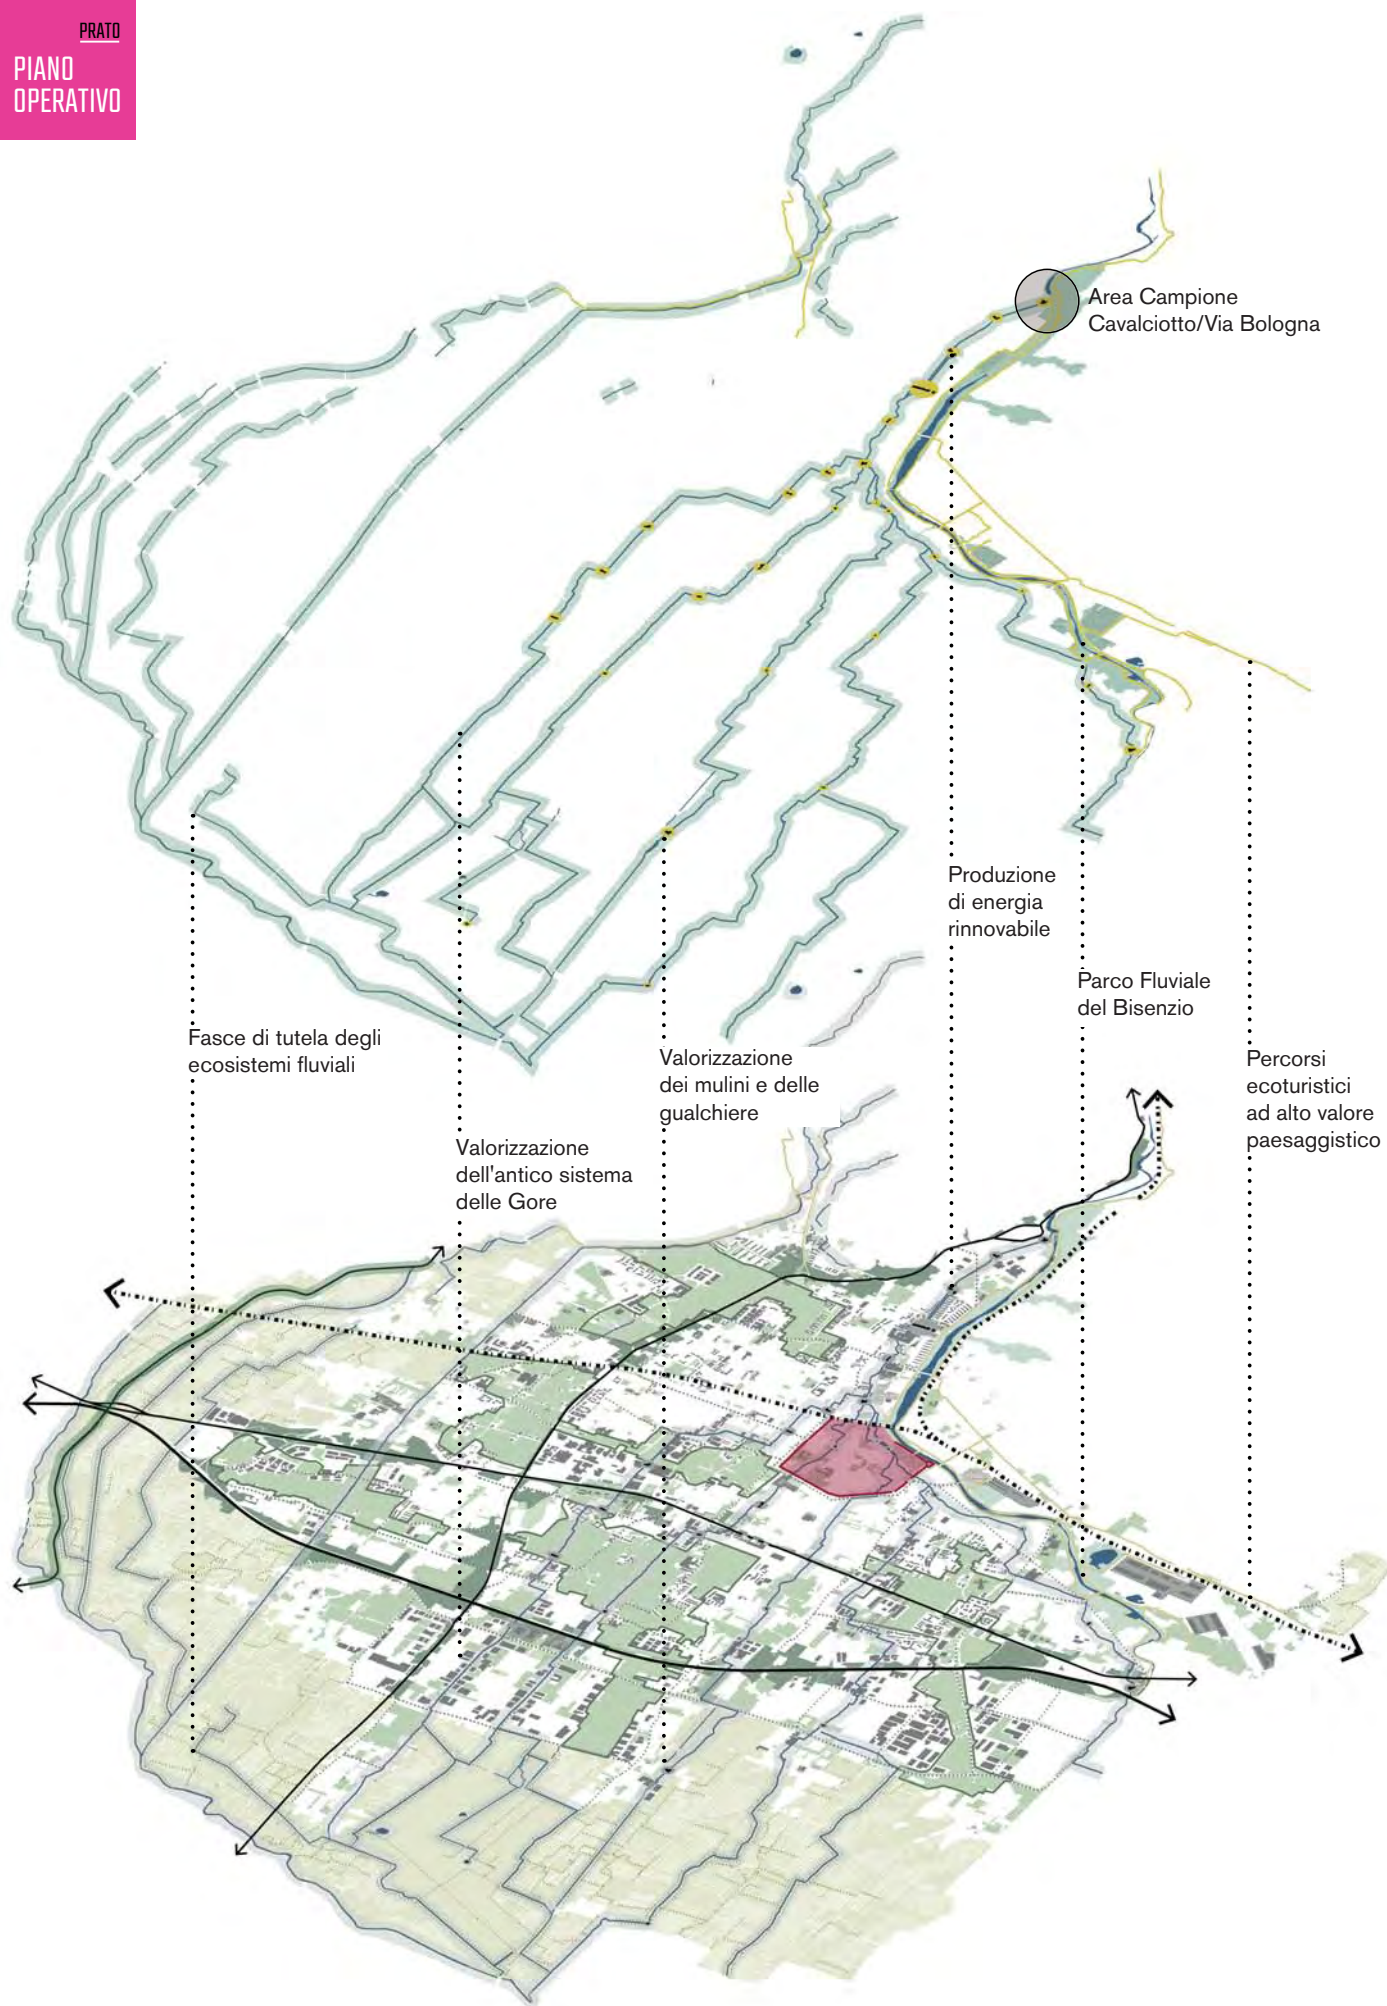 PRATO
PIANO
OPERATIVO
Area Campione
Cavalciotto/Via Bologna
Produzione
di energia
rinnovabile
Parco Fluviale
del Bisenzio
Fasce di tutela degli
ecosistemi fluviali
Valorizzazione
dei mulini e delle
gualchiere
Percorsi
ecoturistici
ad alto valore
paesaggistico
Valorizzazione
dell'antico sistema
delle Gore